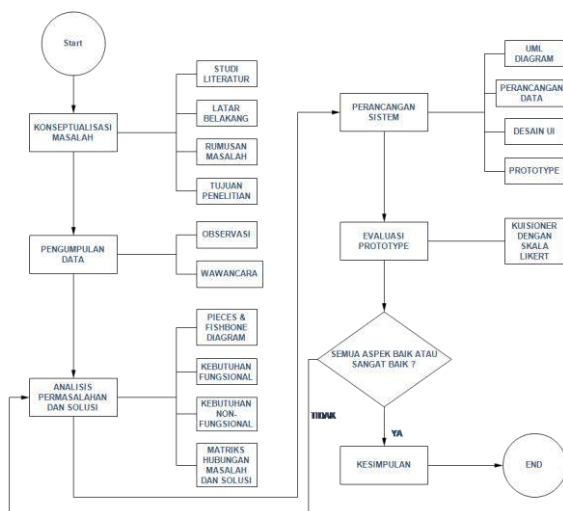 Start
KONSEPTUALISASI
MASALAH
STUDI
LITERATUR
LATAR
BELAKANG
RUMUSAN
MASALAH
TUJUAN
PENELITIAN
PENGUMPULAN
DATA
OBSERVASI
WAWANCARA
ANALISIS
PERMASALAHAN
DAN SOLUSI
PIECES &
FISHBONE
DIAGRAM
KEBUTUHAN
FUNGSIONAL
KEBUTUHAN
NON-
FUNGSIONAL
MATRIKS
HUBUNGAN
MASALAH
DAN SOLUSI
PERANCANGAN
SISTEM
UML
DIAGRAM
PERANCANGAN
DATA
DESAIN UI
PROTOTYPE
EVALUASI
PROTOTYPE
KUISIONER
DENGAN
SKALA
LIKERT
SEMUA ASPEK BAIK ATAU
SANGAT BAIK ?
TIDAK
YA
KESIMPULAN
END